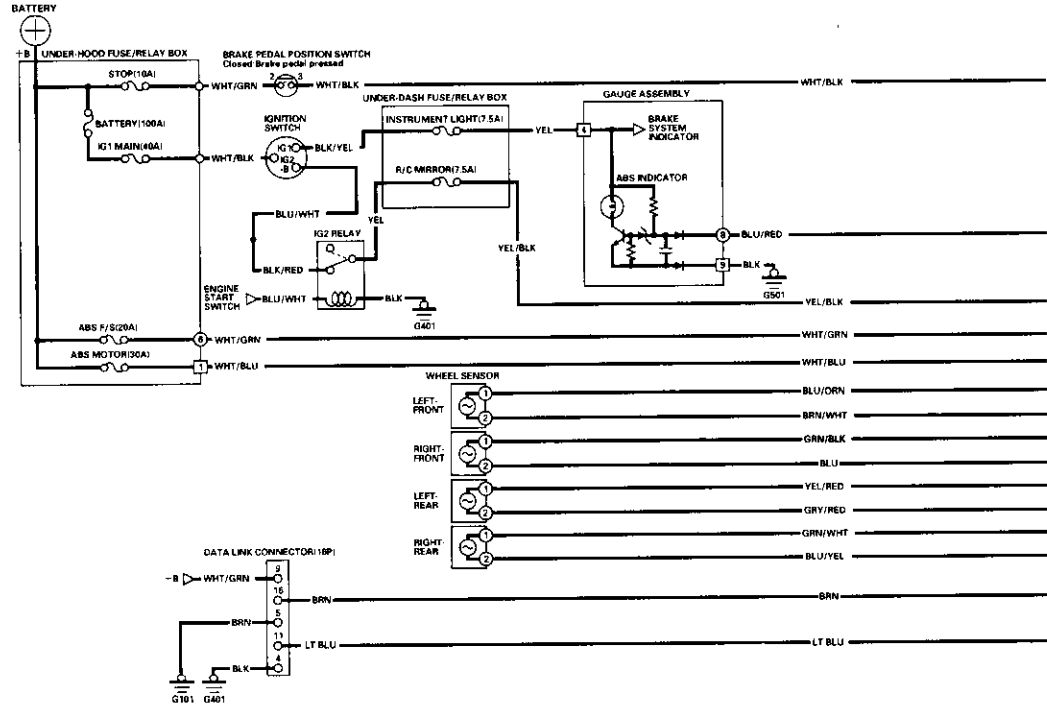 BATTERY
+B
UNDER-HOOD FUSE/RELAY BOX
STOP(10A)
BATTERY(100A)
IG1 MAIN(40A)
WHT/GRN
BRAKE PEDAL POSITION SWITCH
Closed:Brake pedal pressed
2
3
WHT/BLK
WHT/BLK
WHT/BLK
IGNITION
SWITCH
IG1
IG2
-B
BLK/YEL
BLU/WHT
UNDER-DASH FUSE/RELAY BOX
INSTRUMENT LIGHT(7.5A)
R/C MIRROR(7.5A)
YEL
YEL
YEL/BLK
GAUGE ASSEMBLY
4
BRAKE
SYSTEM
INDICATOR
ABS INDICATOR
8
BLU/RED
9
BLK
G501
IG2 RELAY
BLK/RED
ENGINE
START
SWITCH
BLU/WHT
BLK
G401
YEL/BLK
ABS F/S(20A)
6
WHT/GRN
WHT/GRN
ABS MOTOR(30A)
1
WHT/BLU
WHT/BLU
WHEEL SENSOR
LEFT-
FRONT
1
BLU/ORN
2
BRN/WHT
RIGHT-
FRONT
1
GRN/BLK
2
BLU
LEFT-
REAR
1
YEL/RED
2
GRY/RED
RIGHT-
REAR
1
GRN/WHT
2
BLU/YEL
DATA LINK CONNECTOR(16P)
-B
WHT/GRN
9
16
BRN
BRN
BRN
5
11
LT BLU
LT BLU
BLK
4
G101
G401